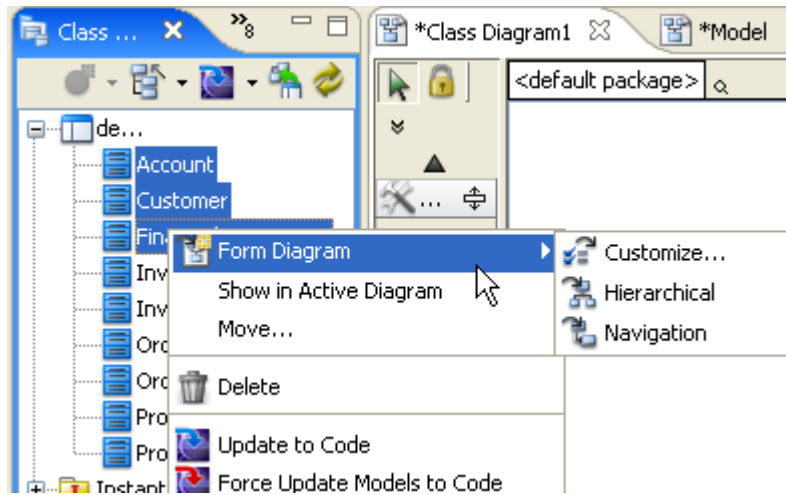 Class ...
8
*Class Diagram1
*Model
<default package>
de...
...
Account
Customer
Form Diagram
Customize...
Show in Active Diagram
Hierarchical
Move...
Navigation
Delete
Update to Code
Force Update Models to Code